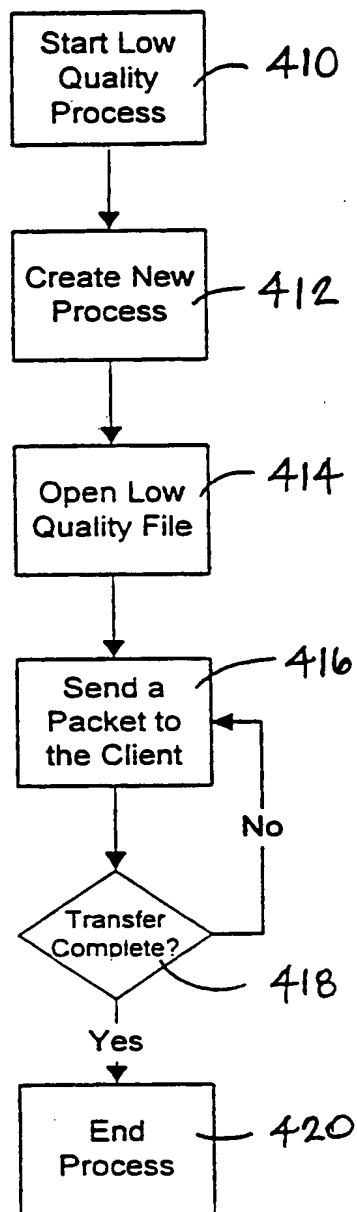 Start Low
Quality
Process
410
Create New
Process
412
Open Low
Quality File
414
Send a
Packet to
the Client
416
No
Transfer
Complete?
418
Yes
End
Process
420